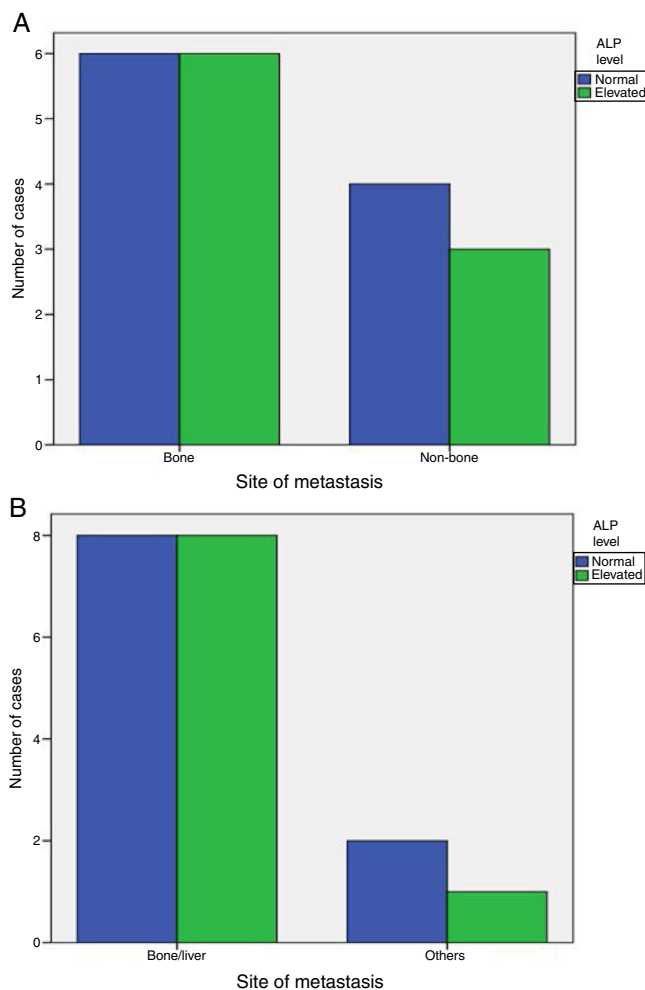 A
ALP
level
Normal
Elevated
6
5
4
3
2
1
0
Number of cases
Bone
Non-bone
Site of metastasis
B
ALP
level
Normal
Elevated
8
6
4
2
0
Number of cases
Bone/liver
Others
Site of metastasis